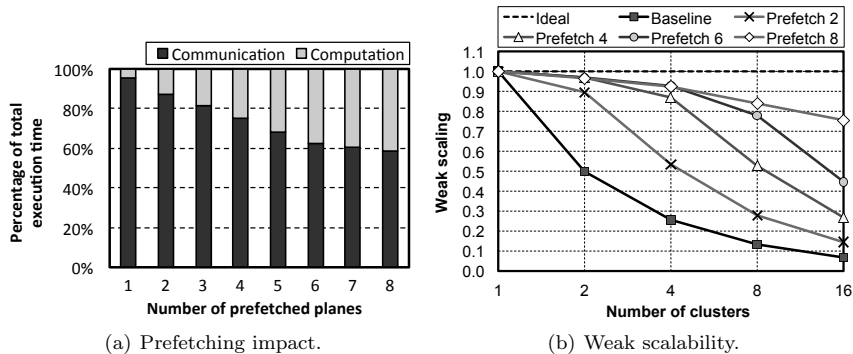 Communication Computation
100%
80%
60%
40%
20%
0%
Percentage of total
execution time
1 2 3 4 5 6 7 8
Number of prefetched planes
(a) Prefetching impact.
Ideal Baseline Prefetch 2
Prefetch 4 Prefetch 6 Prefetch 8
1.1
1.0
0.9
0.8
0.7
0.6
0.5
0.4
0.3
0.2
0.1
0.0
Weak scaling
1 2 4 8 16
Number of clusters
(b) Weak scalability.